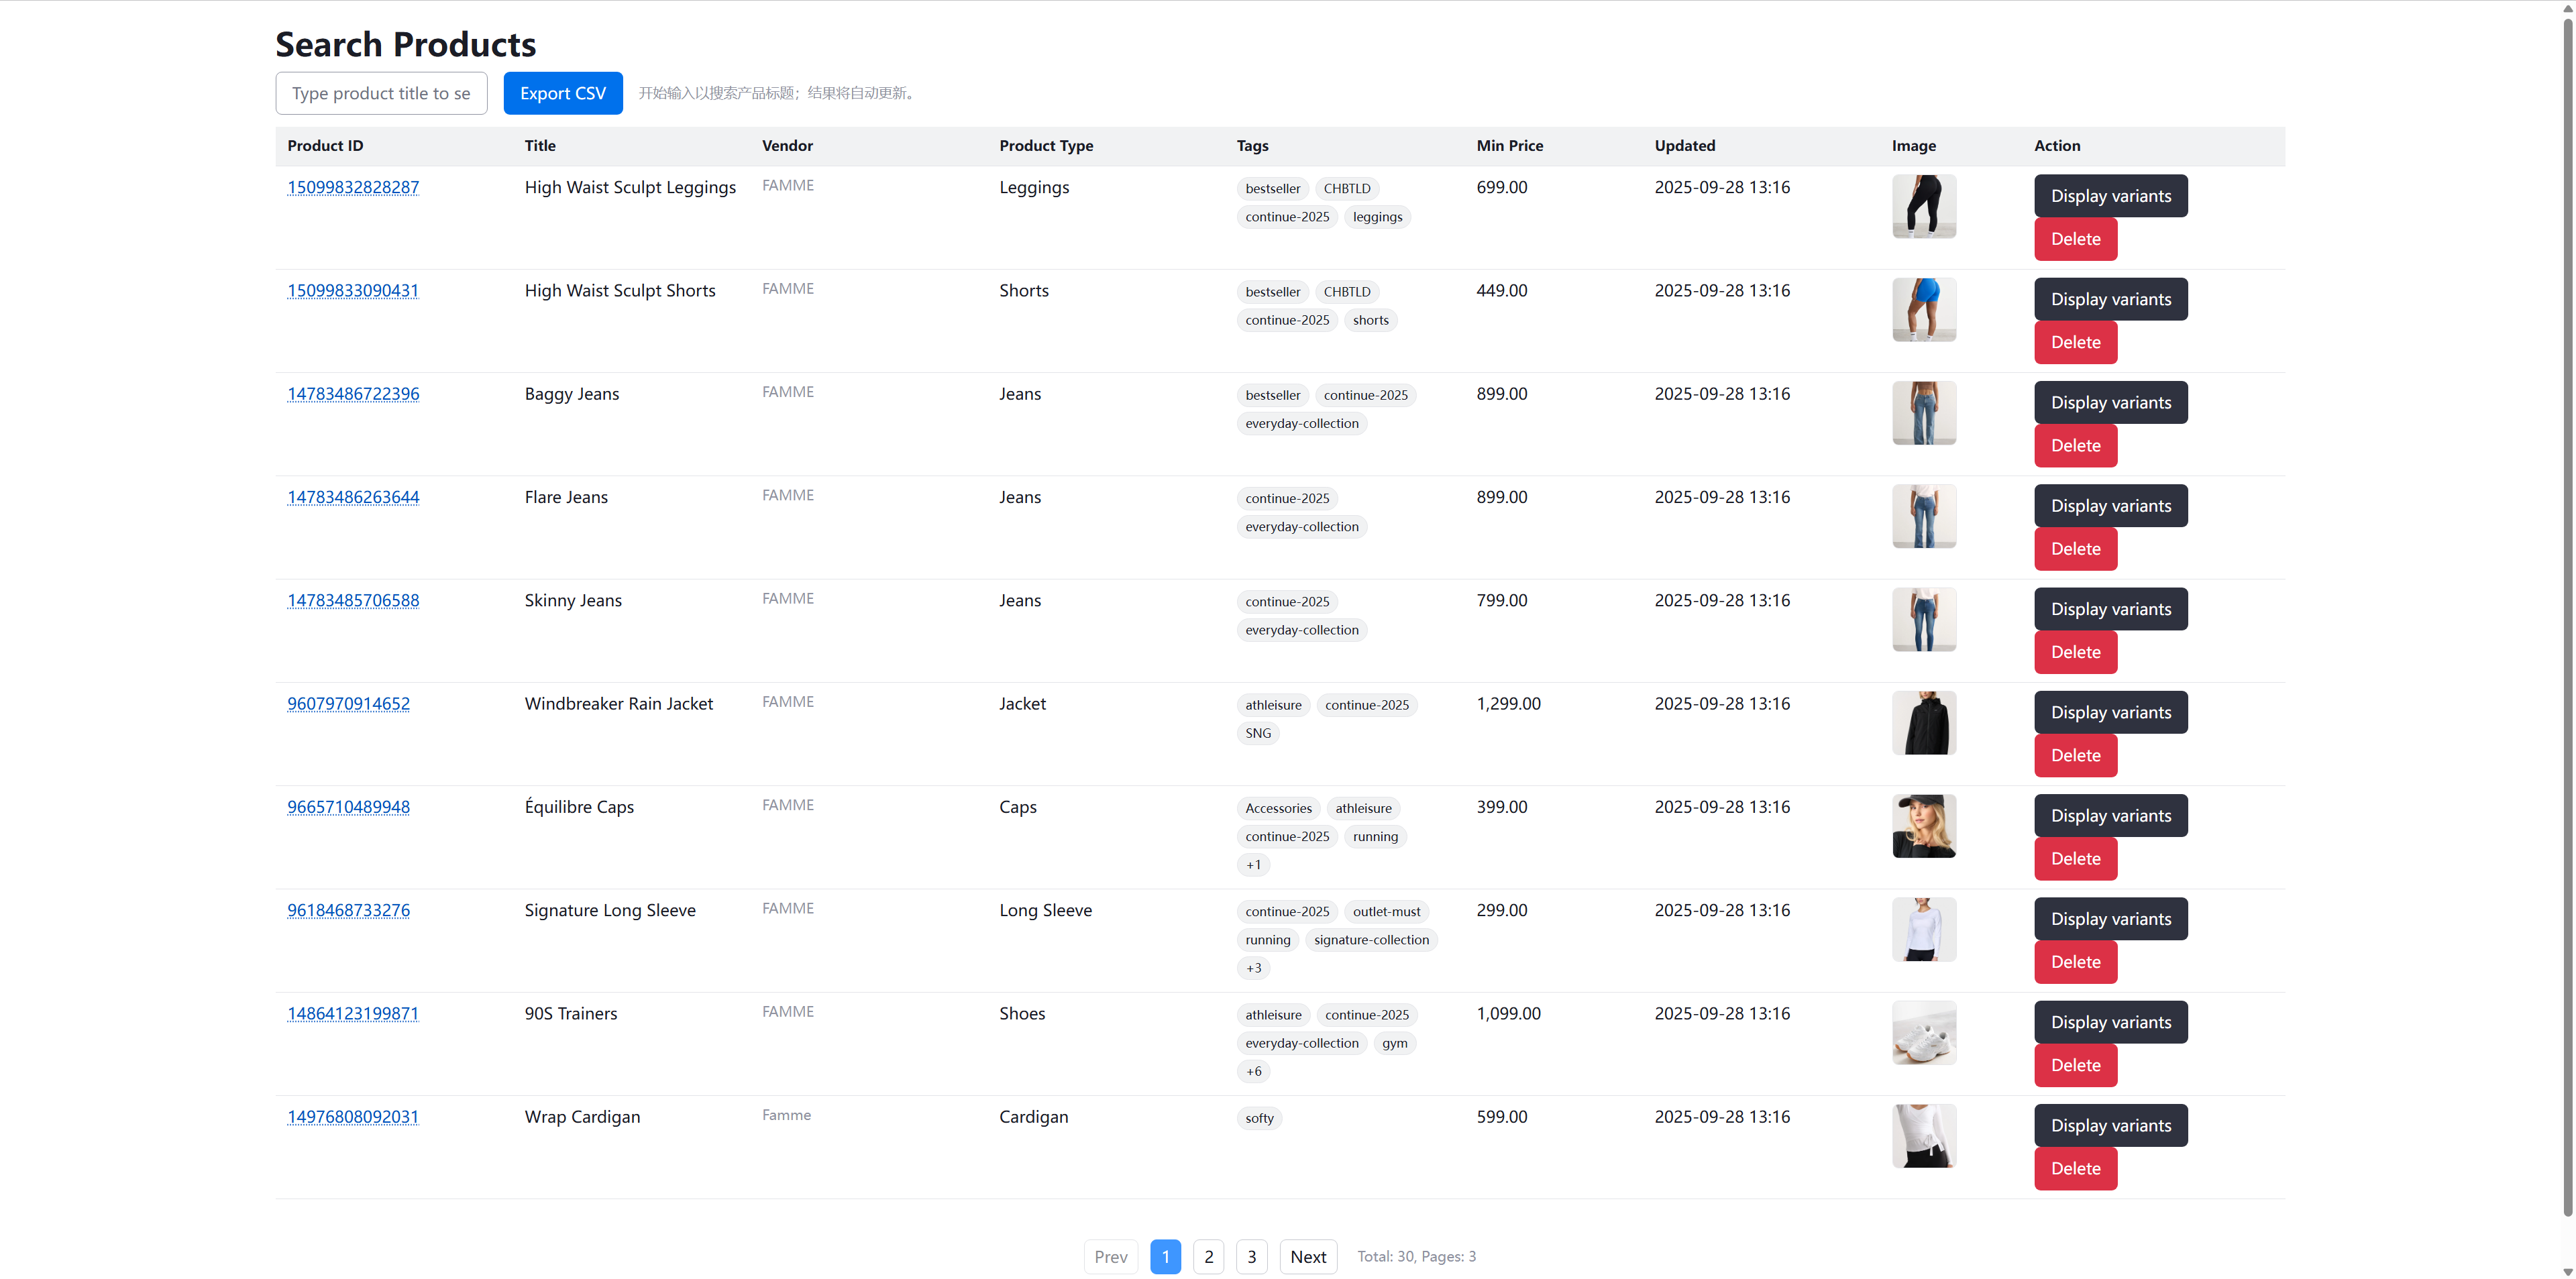 Search Products
Type product title to se Export CSV 开始输入以搜索产品标题；结果将自动更新。
Product ID Title Vendor Product Type Tags Min Price Updated Image Action
15099832828287 High Waist Sculpt Leggings FAMME Leggings bestseller CHBTLD 699.00 2025-09-28 13:16 Display variants
continue-2025 leggings
Delete
15099833090431 High Waist Sculpt Shorts FAMME Shorts bestseller CHBTLD 449.00 2025-09-28 13:16 Display variants
continue-2025 shorts
Delete
14783486722396 Baggy Jeans FAMME Jeans bestseller continue-2025 899.00 2025-09-28 13:16 Display variants
everyday-collection
Delete
14783486263644 Flare Jeans FAMME Jeans continue-2025 899.00 2025-09-28 13:16 Display variants
everyday-collection
Delete
14783485706588 Skinny Jeans FAMME Jeans continue-2025 799.00 2025-09-28 13:16 Display variants
everyday-collection
Delete
9607970914652 Windbreaker Rain Jacket FAMME Jacket athleisure continue-2025 1,299.00 2025-09-28 13:16 Display variants
SNG
Delete
9665710489948 Équilibre Caps FAMME Caps Accessories athleisure 399.00 2025-09-28 13:16 Display variants
continue-2025 running
+1 Delete
9618468733276 Signature Long Sleeve FAMME Long Sleeve continue-2025 outlet-must 299.00 2025-09-28 13:16 Display variants
running signature-collection
+3 Delete
14864123199871 90S Trainers FAMME Shoes athleisure continue-2025 1,099.00 2025-09-28 13:16 Display variants
everyday-collection gym
+6 Delete
14976808092031 Wrap Cardigan Famme Cardigan softy 599.00 2025-09-28 13:16 Display variants
Delete
Prev 1 2 3 Next Total: 30, Pages: 3